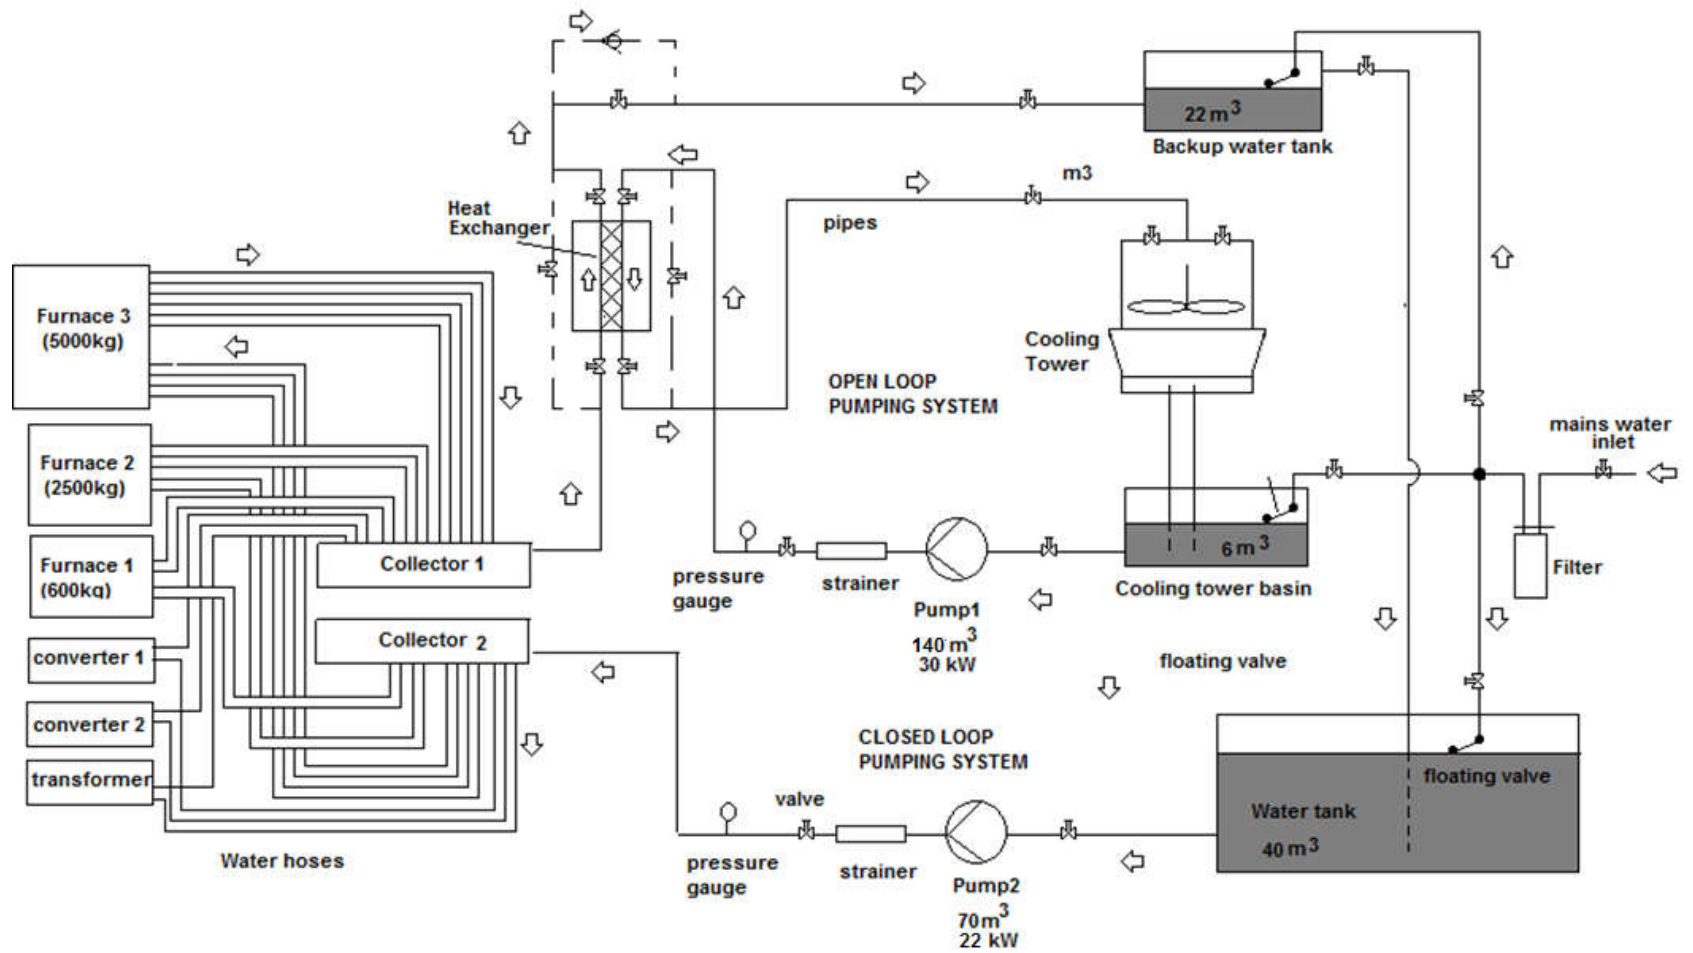 22 m3
Backup water tank
m3
pipes
Heat
Exchanger
Furnace 3
(5000kg)
Cooling
Tower
OPEN LOOP
PUMPING SYSTEM
mains water
inlet
Furnace 2
(2500kg)
Furnace 1
(600kg)
Collector 1
6 m3
Cooling tower basin
Filter
pressure
gauge
strainer
Pump1
140 m3
30 kW
Collector 2
converter 1
floating valve
converter 2
CLOSED LOOP
PUMPING SYSTEM
transformer
floating valve
valve
Water tank
40 m3
Water hoses
pressure
gauge
strainer
Pump2
70m3
22 kW